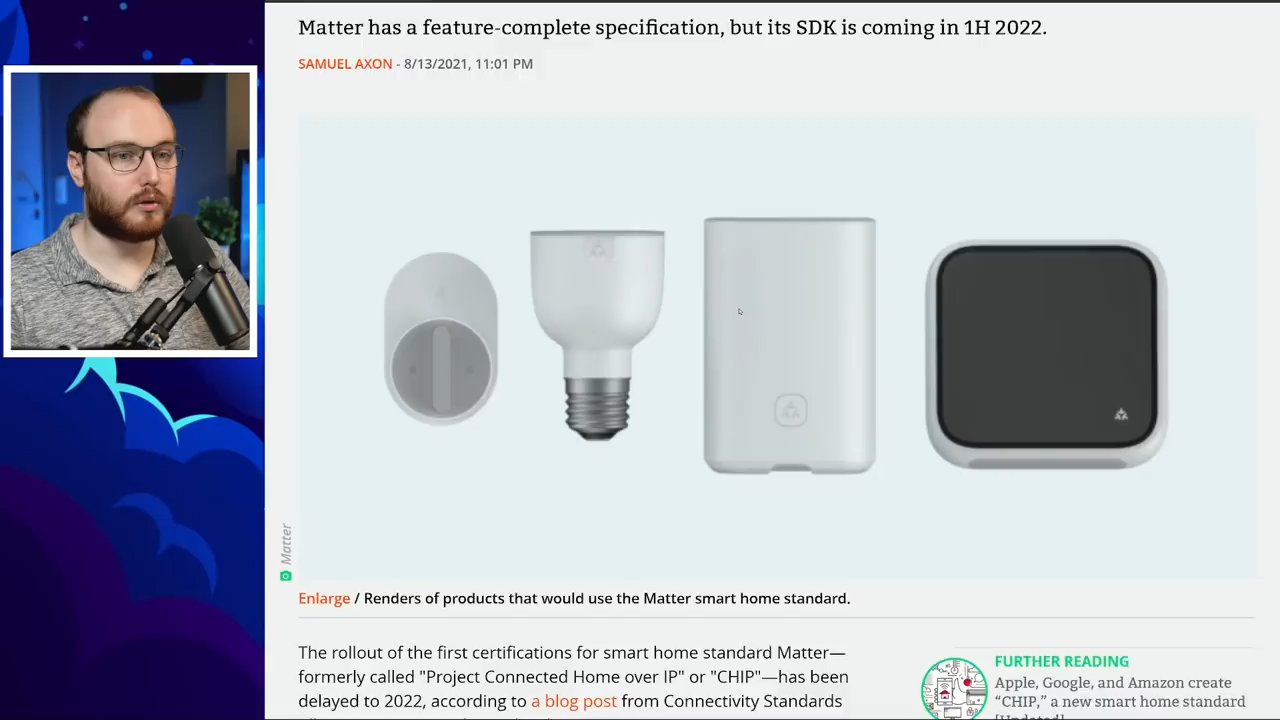 Matter has a feature-complete specification, but its SDK is coming in 1H 2022.
SAMUEL AXON - 8/13/2021, 11:01 PM
Matter
Enlarge / Renders of products that would use the Matter smart home standard.
The rollout of the first certifications for smart home standard Matter—
formerly called "Project Connected Home over IP" or "CHIP"—has been
delayed to 2022, according to a blog post from Connectivity Standards
FURTHER READING
Apple, Google, and Amazon create
“CHIP,” a new smart home standard
[Updated]